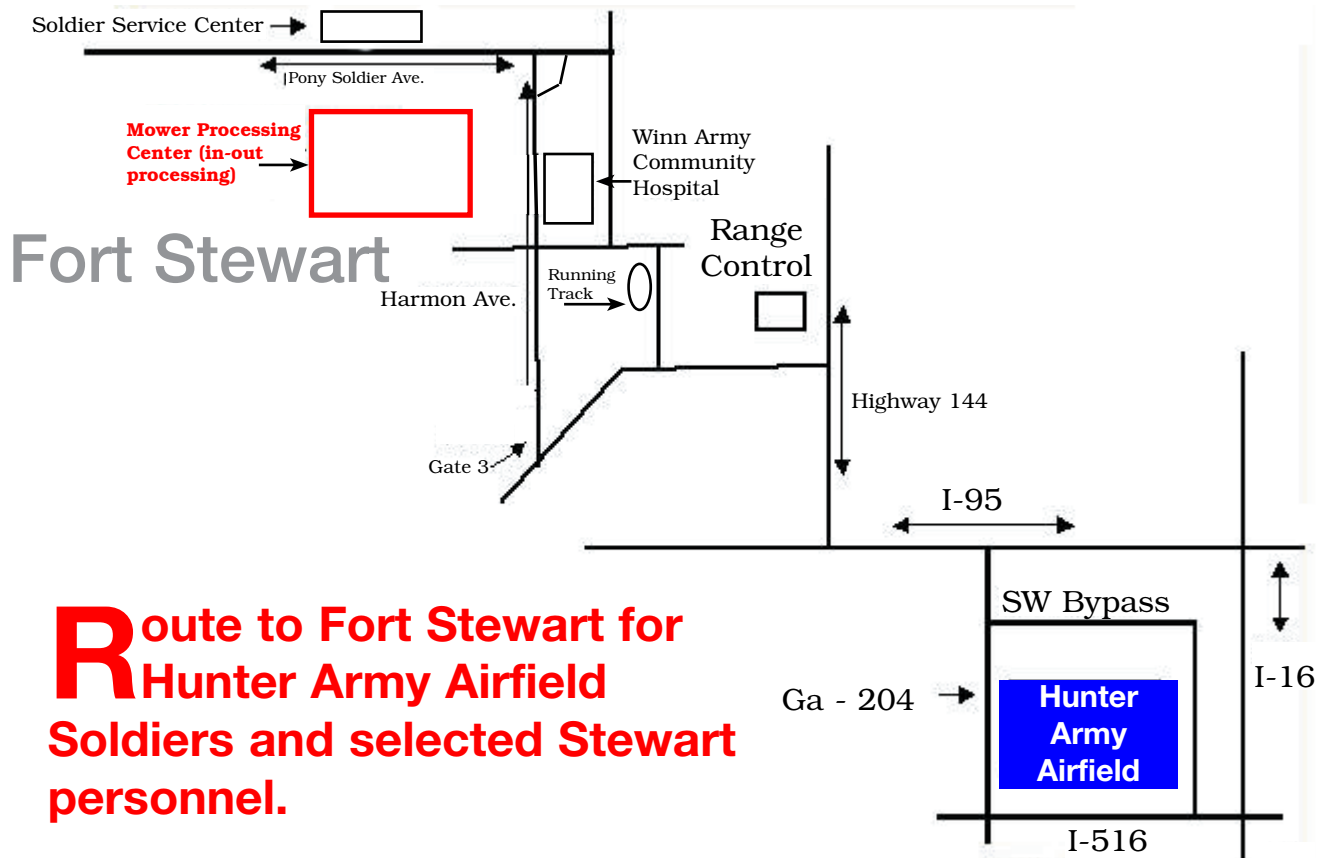 Soldier Service Center
Pony Soldier Ave.
Mower Processing
Center (in-out
processing)
Winn Army
Community
Hospital
Fort Stewart
Range
Control
Harmon Ave.
Running
Track
Highway 144
Gate 3
I-95
SW Bypass
I-16
Ga - 204
Hunter
Army
Airfield
I-516
Route to Fort Stewart for
Hunter Army Airfield
Soldiers and selected Stewart
personnel.